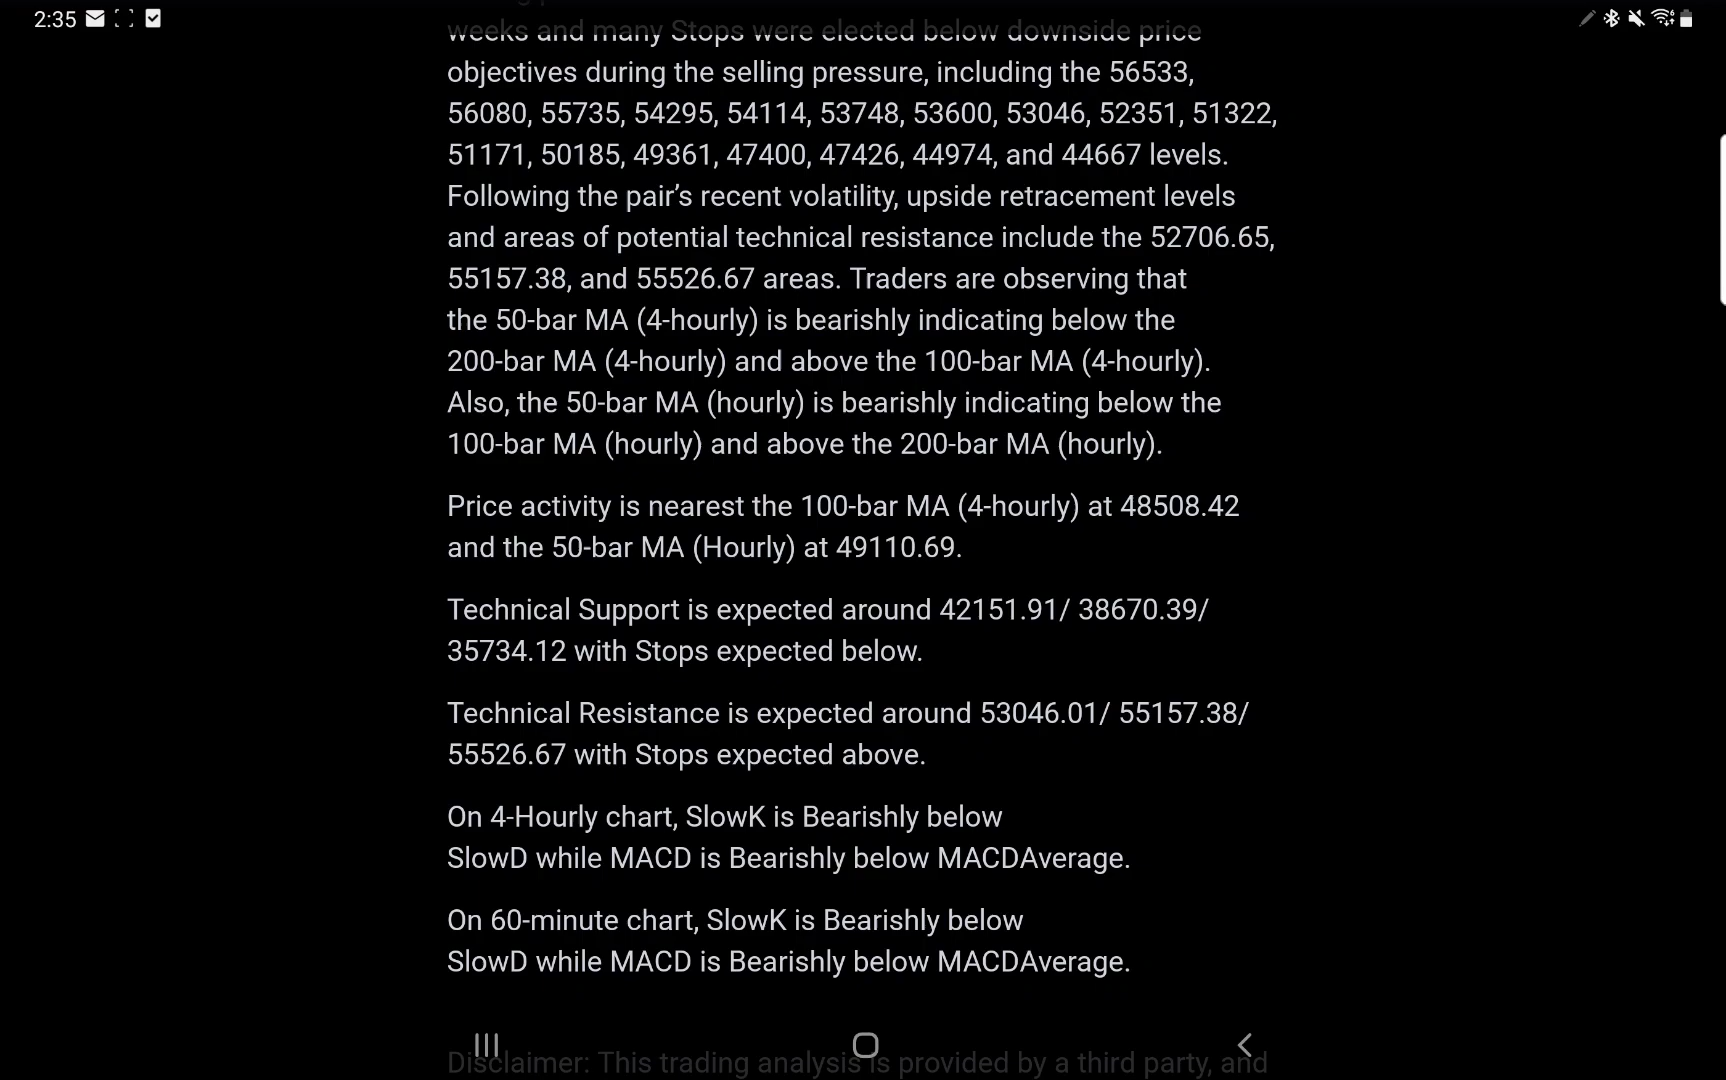 2:35
weeks and many Stops were elected below downside price
objectives during the selling pressure, including the 56533,
56080, 55735, 54295, 54114, 53748, 53600, 53046, 52351, 51322,
51171, 50185, 49361, 47400, 47426, 44974, and 44667 levels.
Following the pair’s recent volatility, upside retracement levels
and areas of potential technical resistance include the 52706.65,
55157.38, and 55526.67 areas. Traders are observing that
the 50-bar MA (4-hourly) is bearishly indicating below the
200-bar MA (4-hourly) and above the 100-bar MA (4-hourly).
Also, the 50-bar MA (hourly) is bearishly indicating below the
100-bar MA (hourly) and above the 200-bar MA (hourly).
Price activity is nearest the 100-bar MA (4-hourly) at 48508.42
and the 50-bar MA (Hourly) at 49110.69.
Technical Support is expected around 42151.91/ 38670.39/
35734.12 with Stops expected below.
Technical Resistance is expected around 53046.01/ 55157.38/
55526.67 with Stops expected above.
On 4-Hourly chart, SlowK is Bearishly below
SlowD while MACD is Bearishly below MACDAverage.
On 60-minute chart, SlowK is Bearishly below
SlowD while MACD is Bearishly below MACDAverage.
Disclaimer: This trading analysis is provided by a third party, and